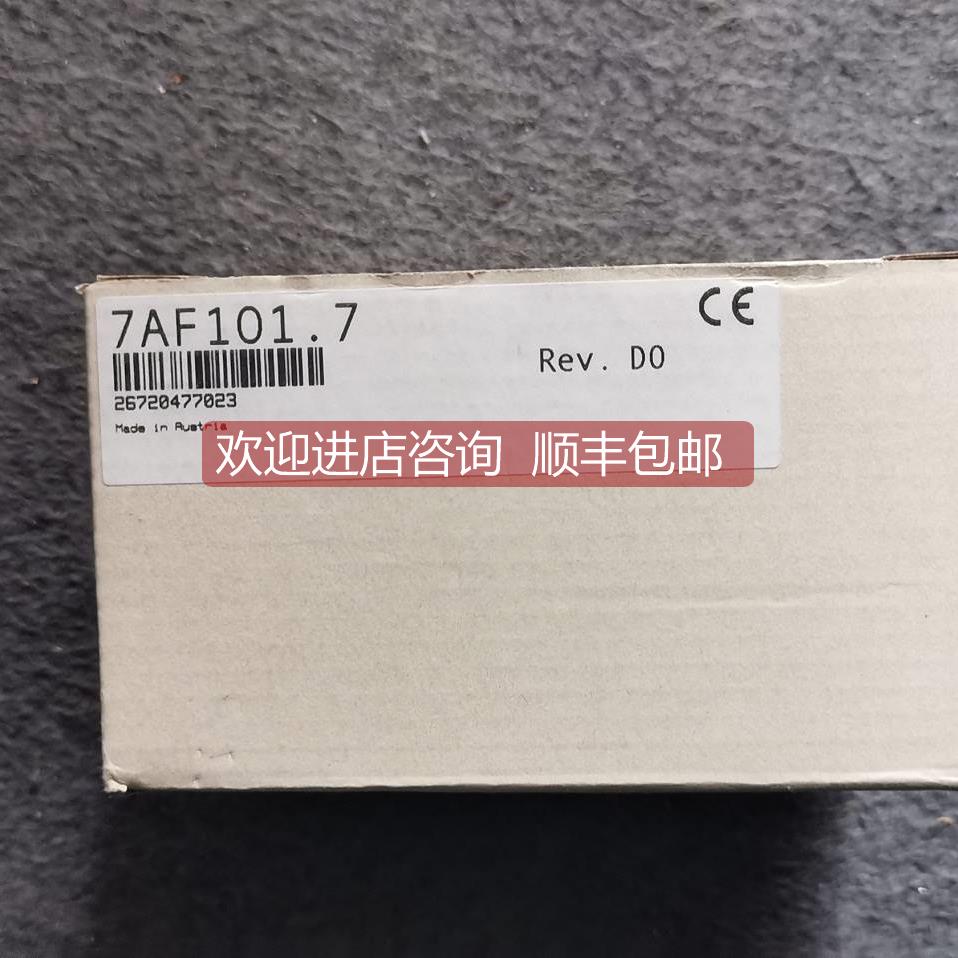 7AF101.7
CE
Rev. D0
26720477023
Made in Austria
欢迎进店咨询 顺丰包邮